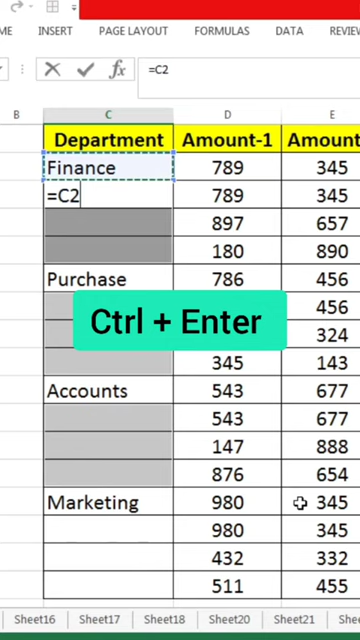 INSERT PAGE LAYOUT FORMULAS DATA
fx =C2
B C D E
Department Amount-1 Amount
Finance 789 345
=C2 789 345
897 657
180 890
Purchase 786 456
456
Ctrl + Enter
324
345 143
Accounts 543 677
543 677
147 888
876 654
Marketing 980 345
980 345
432 332
511 455
Sheet16 Sheet17 Sheet18 Sheet20 Sheet21